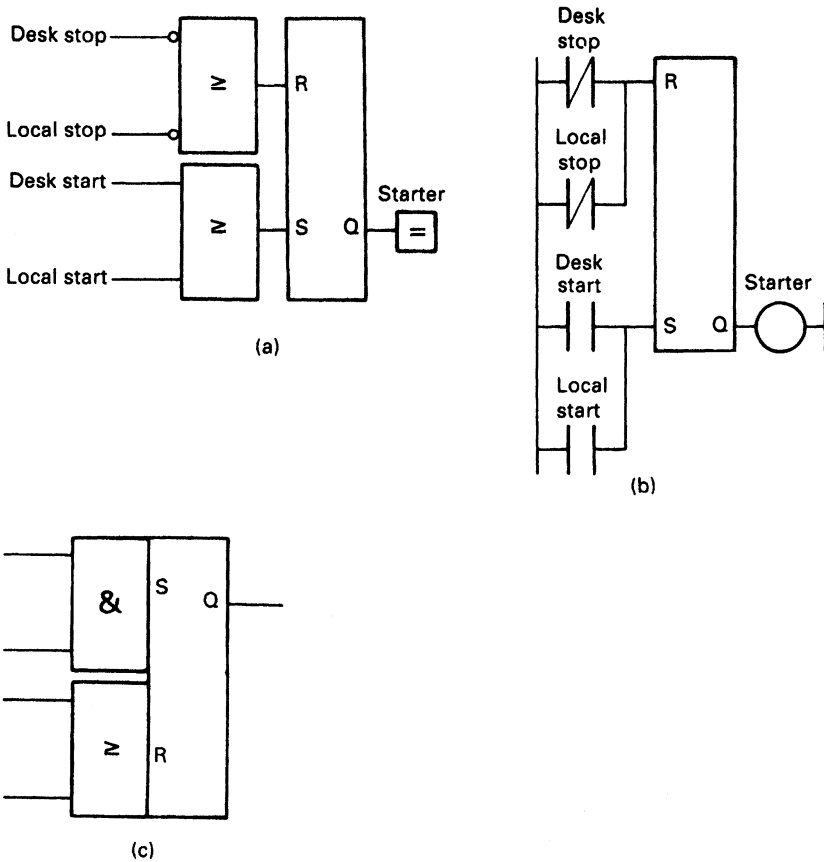 Desk stop
≥
R
Local stop
Desk start
≥
S
Q
Starter
=
Local start
(a)
Desk
stop
R
Local
stop
Desk
start
Starter
S
Q
Local
start
(b)
&
S
Q
≥
R
(c)